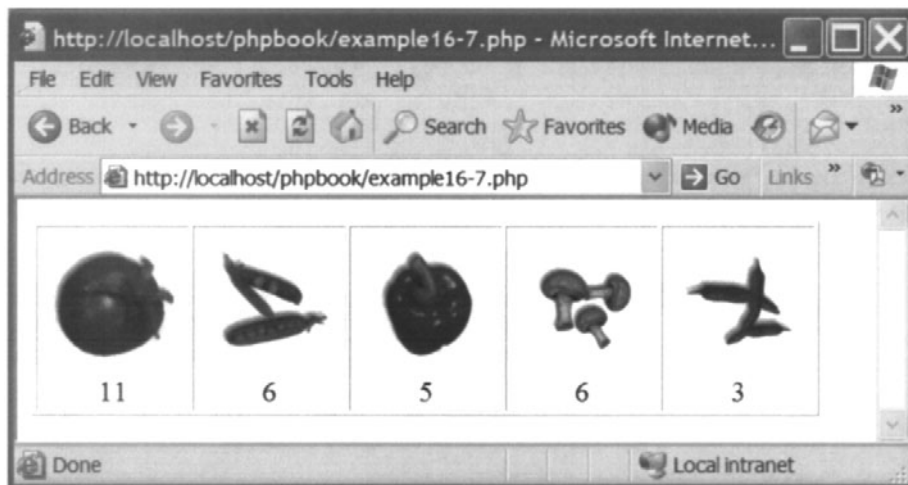 http://localhost/phpbook/example16-7.php - Microsoft Internet...
File Edit View Favorites Tools Help
Back Search Favorites Media »
Address http://localhost/phpbook/example16-7.php Go Links »
11 6 5 6 3
Done Local intranet